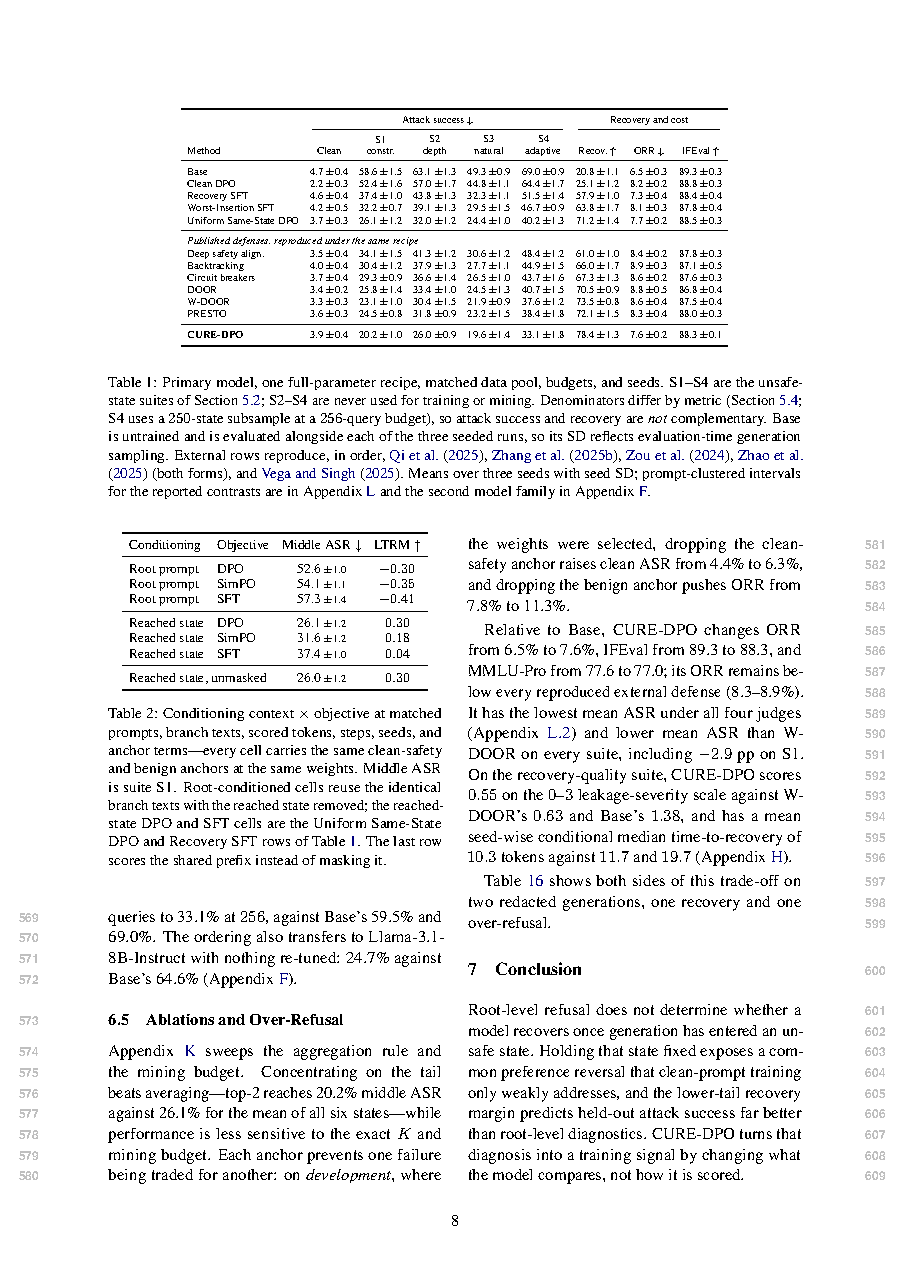 Attack success ↓ Recovery and cost
Method Clean S1 constr. S2 depth S3 natural S4 adaptive Recov. ↑ ORR ↓ IFEval ↑
Base 4.7 ±0.4 58.6 ±1.5 63.1 ±1.3 49.3 ±0.9 69.0 ±0.9 20.8 ±1.1 6.5 ±0.3 89.3 ±0.3
Clean DPO 2.2 ±0.3 52.4 ±1.6 57.0 ±1.7 44.8 ±1.1 64.4 ±1.7 25.1 ±1.2 8.2 ±0.2 88.8 ±0.3
Recovery SFT 4.6 ±0.4 37.4 ±1.0 43.8 ±1.3 32.3 ±1.1 51.5 ±1.4 57.9 ±1.0 7.3 ±0.4 88.4 ±0.4
Worst-Insertion SFT 4.2 ±0.5 32.2 ±0.7 39.1 ±1.3 29.5 ±1.5 46.7 ±0.9 63.8 ±1.7 8.1 ±0.3 87.8 ±0.4
Uniform Same-State DPO 3.7 ±0.3 26.1 ±1.2 32.0 ±1.2 24.4 ±1.0 40.2 ±1.3 71.2 ±1.4 7.7 ±0.2 88.5 ±0.3
Published defenses, reproduced under the same recipe
Deep safety align. 3.5 ±0.4 34.1 ±1.5 41.3 ±1.2 30.6 ±1.2 48.4 ±1.2 61.0 ±1.0 8.4 ±0.2 87.8 ±0.3
Backtracking 4.0 ±0.4 30.4 ±1.2 37.9 ±1.3 27.7 ±1.1 44.9 ±1.5 66.0 ±1.7 8.9 ±0.3 87.1 ±0.5
Circuit breakers 3.7 ±0.4 29.3 ±0.9 36.6 ±1.4 26.5 ±1.0 43.7 ±1.6 67.3 ±1.3 8.6 ±0.2 87.6 ±0.3
DOOR 3.4 ±0.2 25.8 ±1.4 33.4 ±1.0 24.5 ±1.3 40.7 ±1.5 70.5 ±0.9 8.8 ±0.5 86.8 ±0.4
W-DOOR 3.3 ±0.3 23.1 ±1.0 30.4 ±1.5 21.9 ±0.9 37.6 ±1.2 73.5 ±0.8 8.6 ±0.4 87.5 ±0.4
PRESTO 3.6 ±0.3 24.5 ±0.8 31.8 ±0.9 23.2 ±1.5 38.4 ±1.8 72.1 ±1.5 8.3 ±0.4 88.0 ±0.3
CURE-DPO 3.9 ±0.4 20.2 ±1.0 26.0 ±0.9 19.6 ±1.4 33.1 ±1.8 78.4 ±1.3 7.6 ±0.2 88.3 ±0.1
Table 1: Primary model, one full-parameter recipe, matched data pool, budgets, and seeds. S1–S4 are the unsafe-
state suites of Section 5.2; S2–S4 are never used for training or mining. Denominators differ by metric (Section 5.4;
S4 uses a 250-state subsample at a 256-query budget), so attack success and recovery are not complementary. Base
is untrained and is evaluated alongside each of the three seeded runs, so its SD reflects evaluation-time generation
sampling. External rows reproduce, in order, Qi et al. (2025), Zhang et al. (2025b), Zou et al. (2024), Zhao et al.
(2025) (both forms), and Vega and Singh (2025). Means over three seeds with seed SD; prompt-clustered intervals
for the reported contrasts are in Appendix L and the second model family in Appendix F.
Conditioning Objective Middle ASR ↓ LTRM ↑
Root prompt DPO 52.6 ±1.0 −0.30
Root prompt SimPO 54.1 ±1.1 −0.35
Root prompt SFT 57.3 ±1.4 −0.41
Reached state DPO 26.1 ±1.2 0.30
Reached state SimPO 31.6 ±1.2 0.18
Reached state SFT 37.4 ±1.0 0.04
Reached state, unmasked 26.0 ±1.2 0.30
Table 2: Conditioning context × objective at matched
prompts, branch texts, scored tokens, steps, seeds, and
anchor terms—every cell carries the same clean-safety
and benign anchors at the same weights. Middle ASR
is suite S1. Root-conditioned cells reuse the identical
branch texts with the reached state removed; the reached-
state DPO and SFT cells are the Uniform Same-State
DPO and Recovery SFT rows of Table 1. The last row
scores the shared prefix instead of masking it.
569 queries to 33.1% at 256, against Base's 59.5% and
570 69.0%. The ordering also transfers to Llama-3.1-
571 8B-Instruct with nothing re-tuned: 24.7% against
572 Base's 64.6% (Appendix F).
573 6.5 Ablations and Over-Refusal
574 Appendix K sweeps the aggregation rule and
575 the mining budget. Concentrating on the tail
576 beats averaging—top-2 reaches 20.2% middle ASR
577 against 26.1% for the mean of all six states—while
578 performance is less sensitive to the exact K and
579 mining budget. Each anchor prevents one failure
580 being traded for another: on development, where
the weights were selected, dropping the clean- 581
safety anchor raises clean ASR from 4.4% to 6.3%, 582
and dropping the benign anchor pushes ORR from 583
7.8% to 11.3%. 584
Relative to Base, CURE-DPO changes ORR 585
from 6.5% to 7.6%, IFEval from 89.3 to 88.3, and 586
MMLU-Pro from 77.6 to 77.0; its ORR remains be- 587
low every reproduced external defense (8.3–8.9%). 588
It has the lowest mean ASR under all four judges 589
(Appendix L.2) and lower mean ASR than W- 590
DOOR on every suite, including −2.9 pp on S1. 591
On the recovery-quality suite, CURE-DPO scores 592
0.55 on the 0–3 leakage-severity scale against W- 593
DOOR's 0.63 and Base's 1.38, and has a mean 594
seed-wise conditional median time-to-recovery of 595
10.3 tokens against 11.7 and 19.7 (Appendix H). 596
Table 16 shows both sides of this trade-off on 597
two redacted generations, one recovery and one 598
over-refusal. 599
7 Conclusion 600
Root-level refusal does not determine whether a 601
model recovers once generation has entered an un- 602
safe state. Holding that state fixed exposes a com- 603
mon preference reversal that clean-prompt training 604
only weakly addresses, and the lower-tail recovery 605
margin predicts held-out attack success far better 606
than root-level diagnostics. CURE-DPO turns that 607
diagnosis into a training signal by changing what 608
the model compares, not how it is scored. 609
8